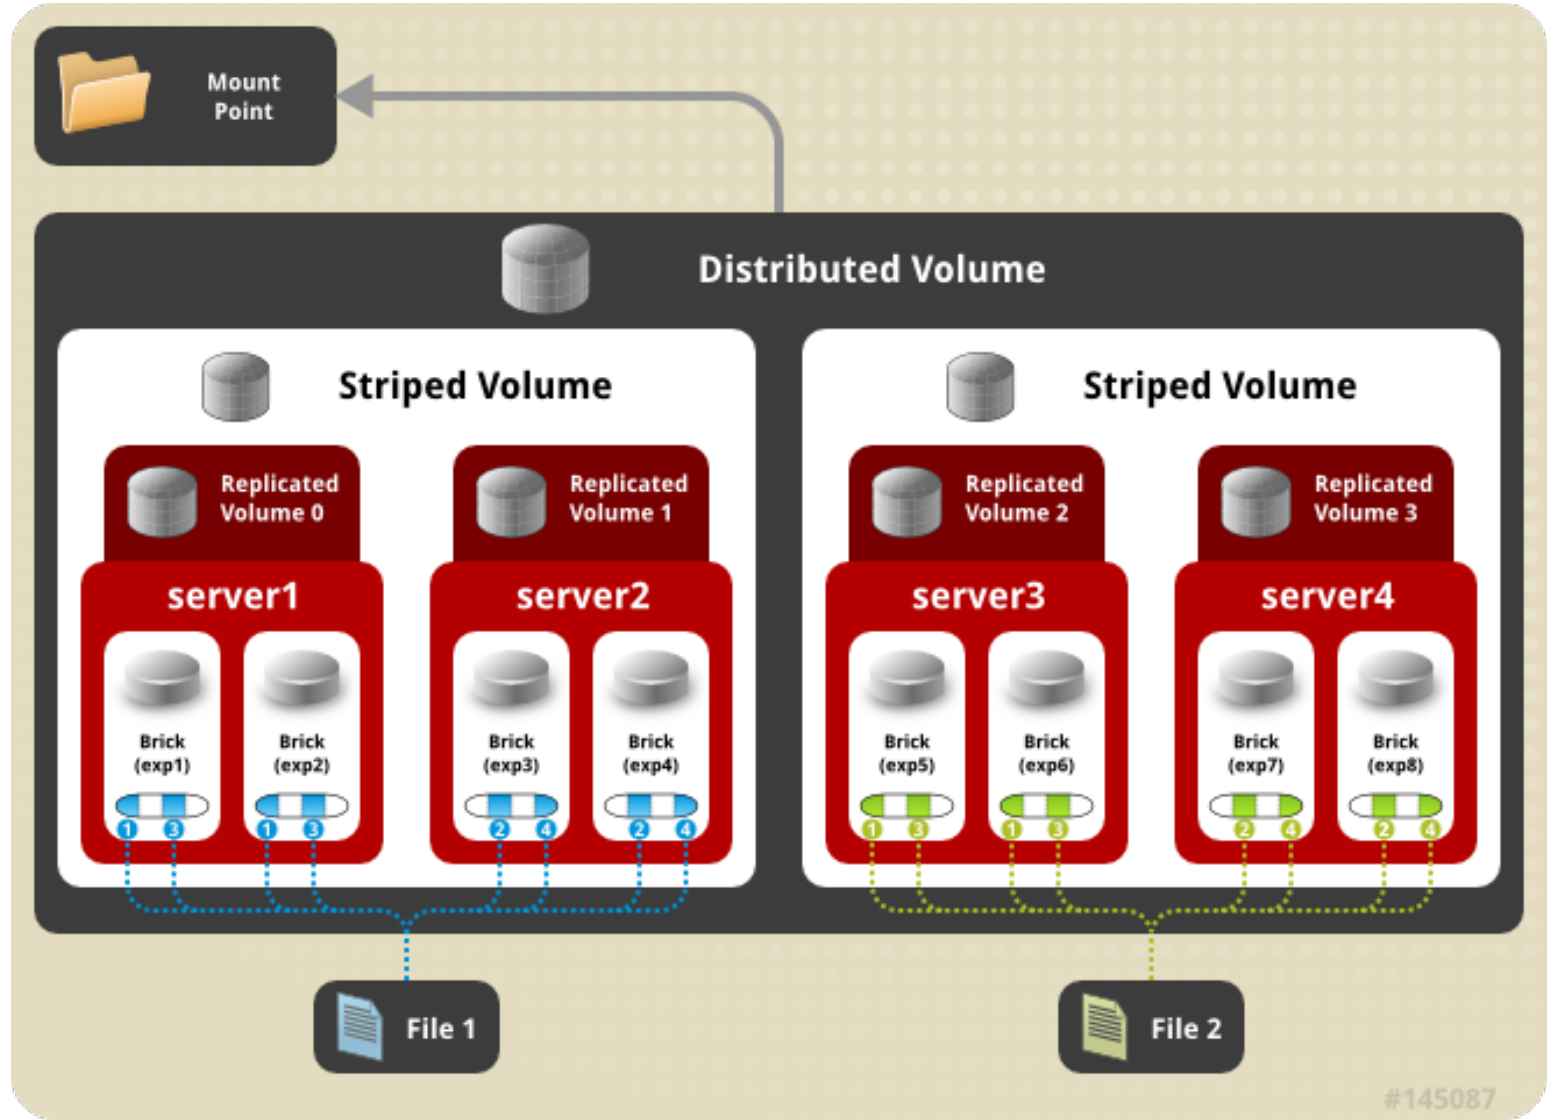 Mount
Point
Distributed Volume
Striped Volume
Striped Volume
Replicated
Volume 0
Replicated
Volume 1
Replicated
Volume 2
Replicated
Volume 3
server1
server2
server3
server4
Brick
(exp1)
Brick
(exp2)
Brick
(exp3)
Brick
(exp4)
Brick
(exp5)
Brick
(exp6)
Brick
(exp7)
Brick
(exp8)
1 3
1 3
2 4
2 4
1 3
1 3
2 4
2 4
File 1
File 2
#145087